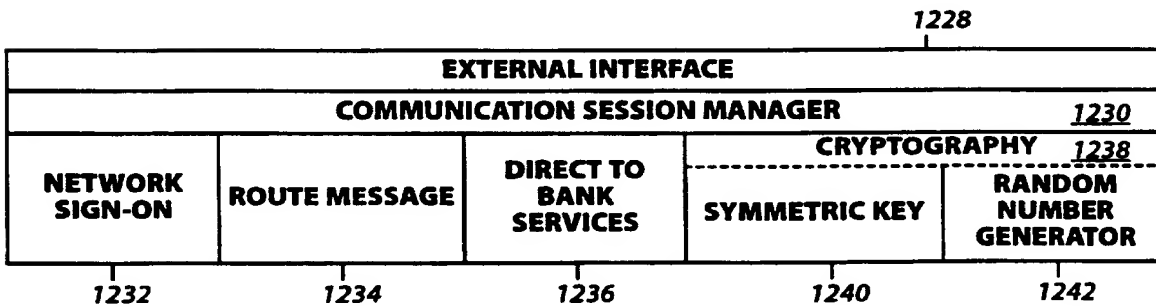 1228
EXTERNAL INTERFACE
COMMUNICATION SESSION MANAGER
1230
NETWORK
SIGN-ON
ROUTE MESSAGE
DIRECT TO
BANK
SERVICES
CRYPTOGRAPHY
1238
SYMMETRIC KEY
RANDOM
NUMBER
GENERATOR
1232
1234
1236
1240
1242